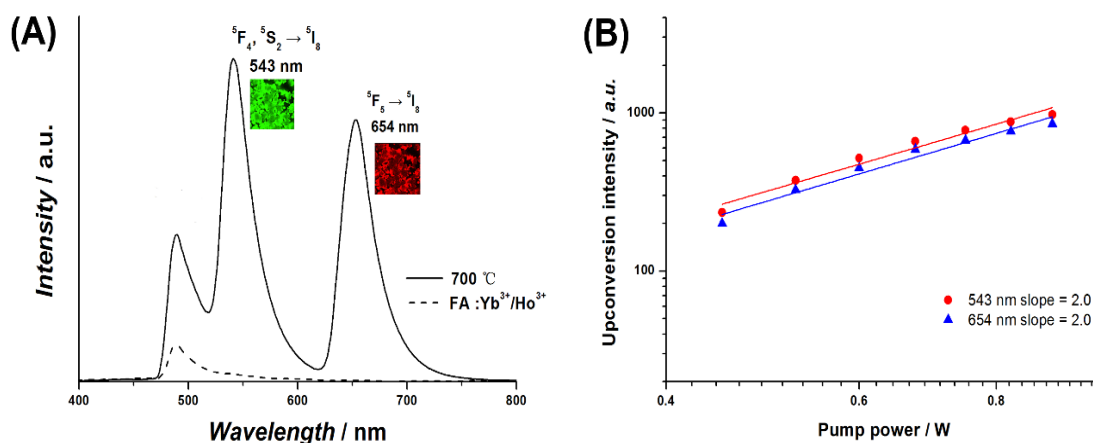 (A)
⁵F₄, ⁵S₂ → ⁵I₈
543 nm
⁵F₅ → ⁵I₈
654 nm
700 ℃
FA :Yb³⁺/Ho³⁺
Intensity / a.u.
400 500 600 700 800
Wavelength / nm
(B)
Upconversion intensity / a.u.
1000
100
543 nm slope = 2.0
654 nm slope = 2.0
0.4 0.6 0.8
Pump power / W